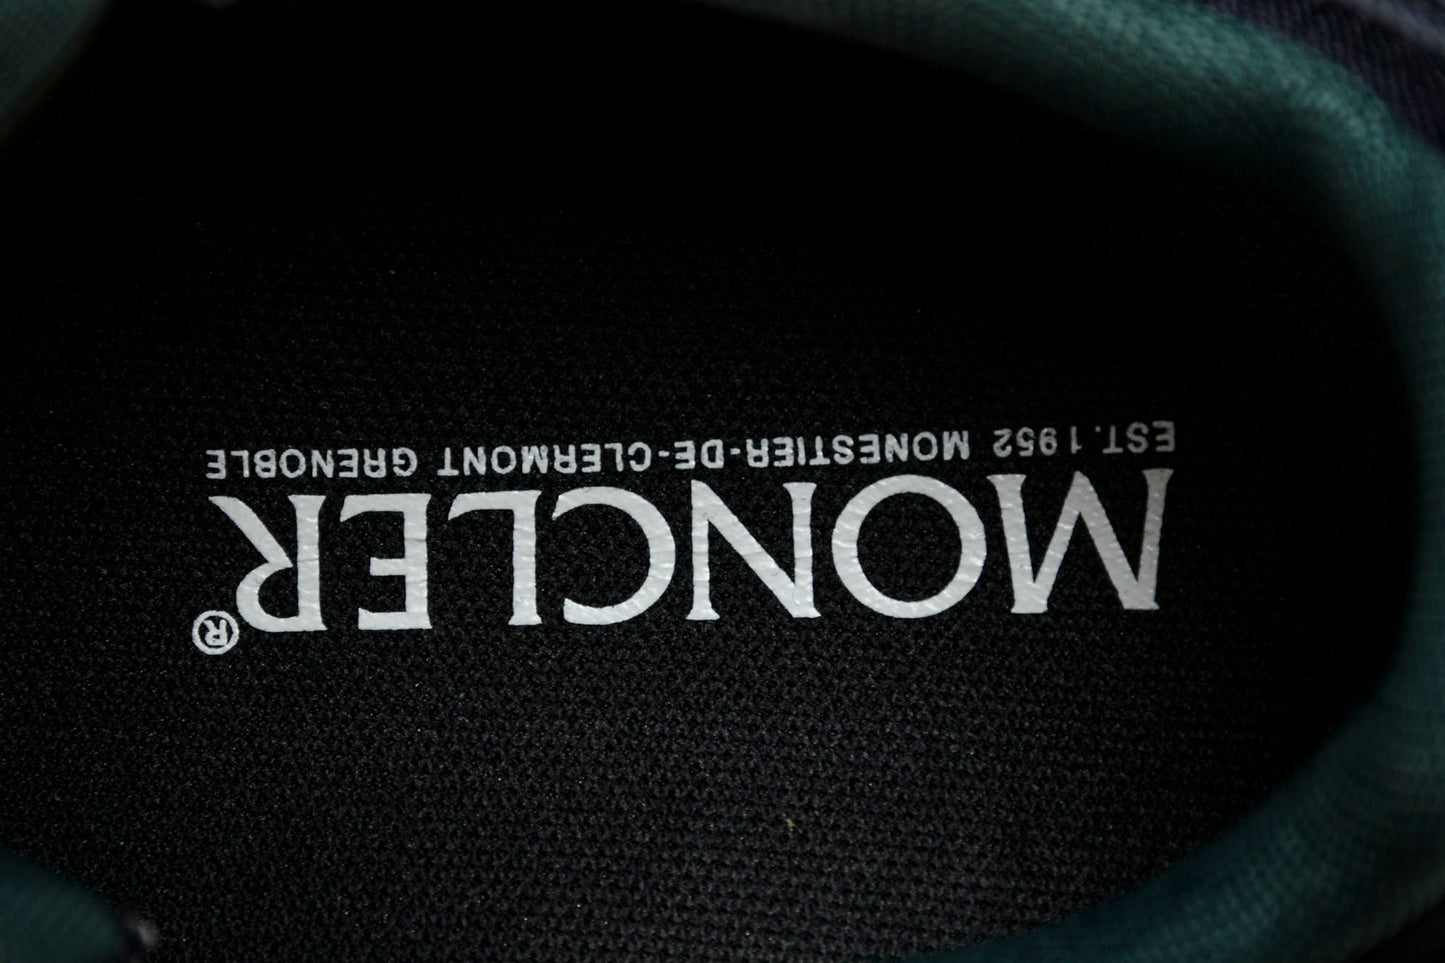 MONCLER®
EST. 1952 MONESTIER-DE-CLERMONT GRENOBLE